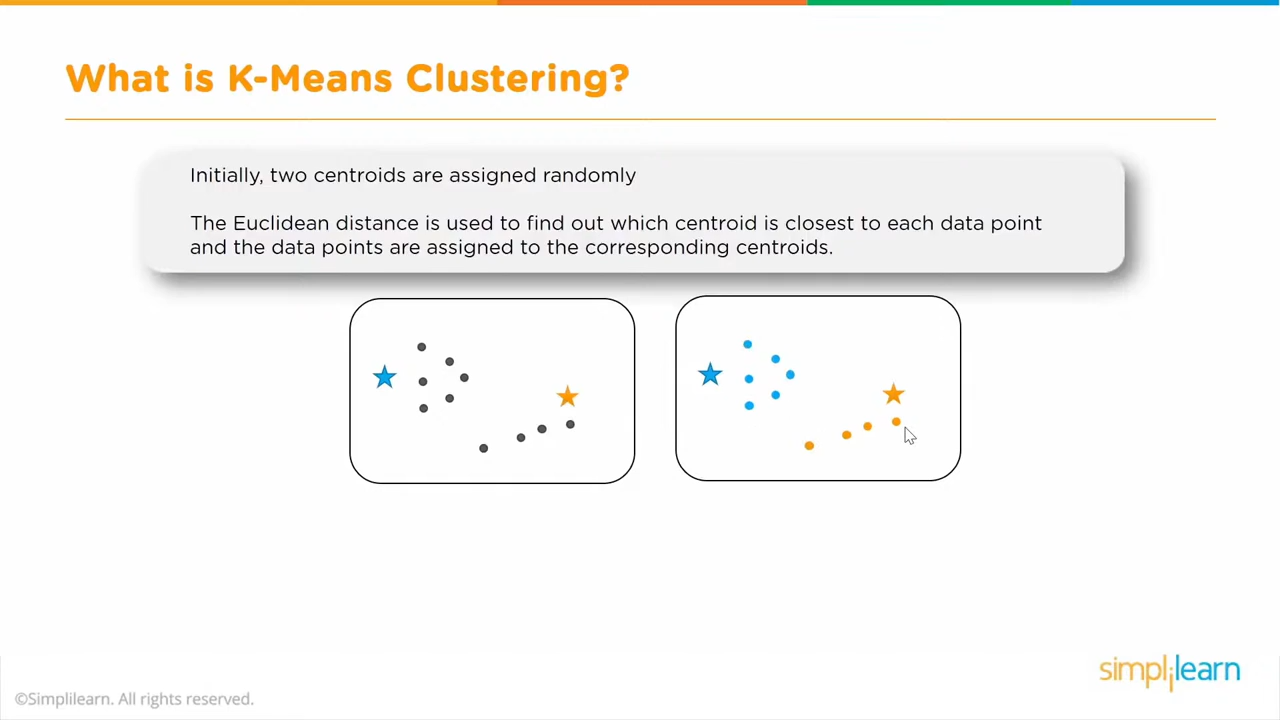 What is K-Means Clustering?
Initially, two centroids are assigned randomly
The Euclidean distance is used to find out which centroid is closest to each data point
and the data points are assigned to the corresponding centroids.
simplilearn
©Simplilearn. All rights reserved.